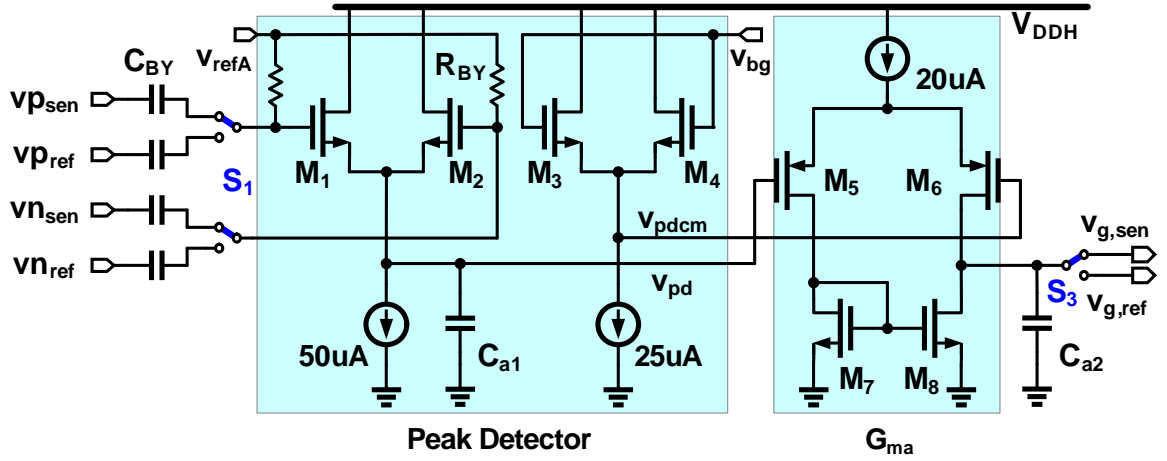 V_DDH
v_refA
v_bg
C_BY
R_BY
20uA
vp_sen
vp_ref
M_1
M_2
M_3
M_4
M_5
M_6
S_1
vn_sen
v_pdcm
v_g,sen
vn_ref
v_pd
S_3
v_g,ref
50uA
C_a1
25uA
M_7
M_8
C_a2
Peak Detector
G_ma